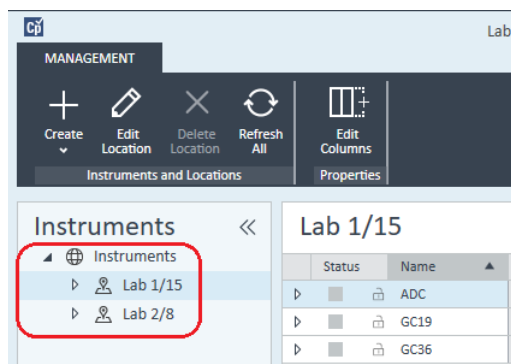 Cp
Lab
MANAGEMENT
Create
Edit Location
Delete Location
Refresh All
Edit Columns
Instruments and Locations
Properties
Instruments
Instruments
Lab 1/15
Lab 2/8
Lab 1/15
Status Name
ADC
GC19
GC36